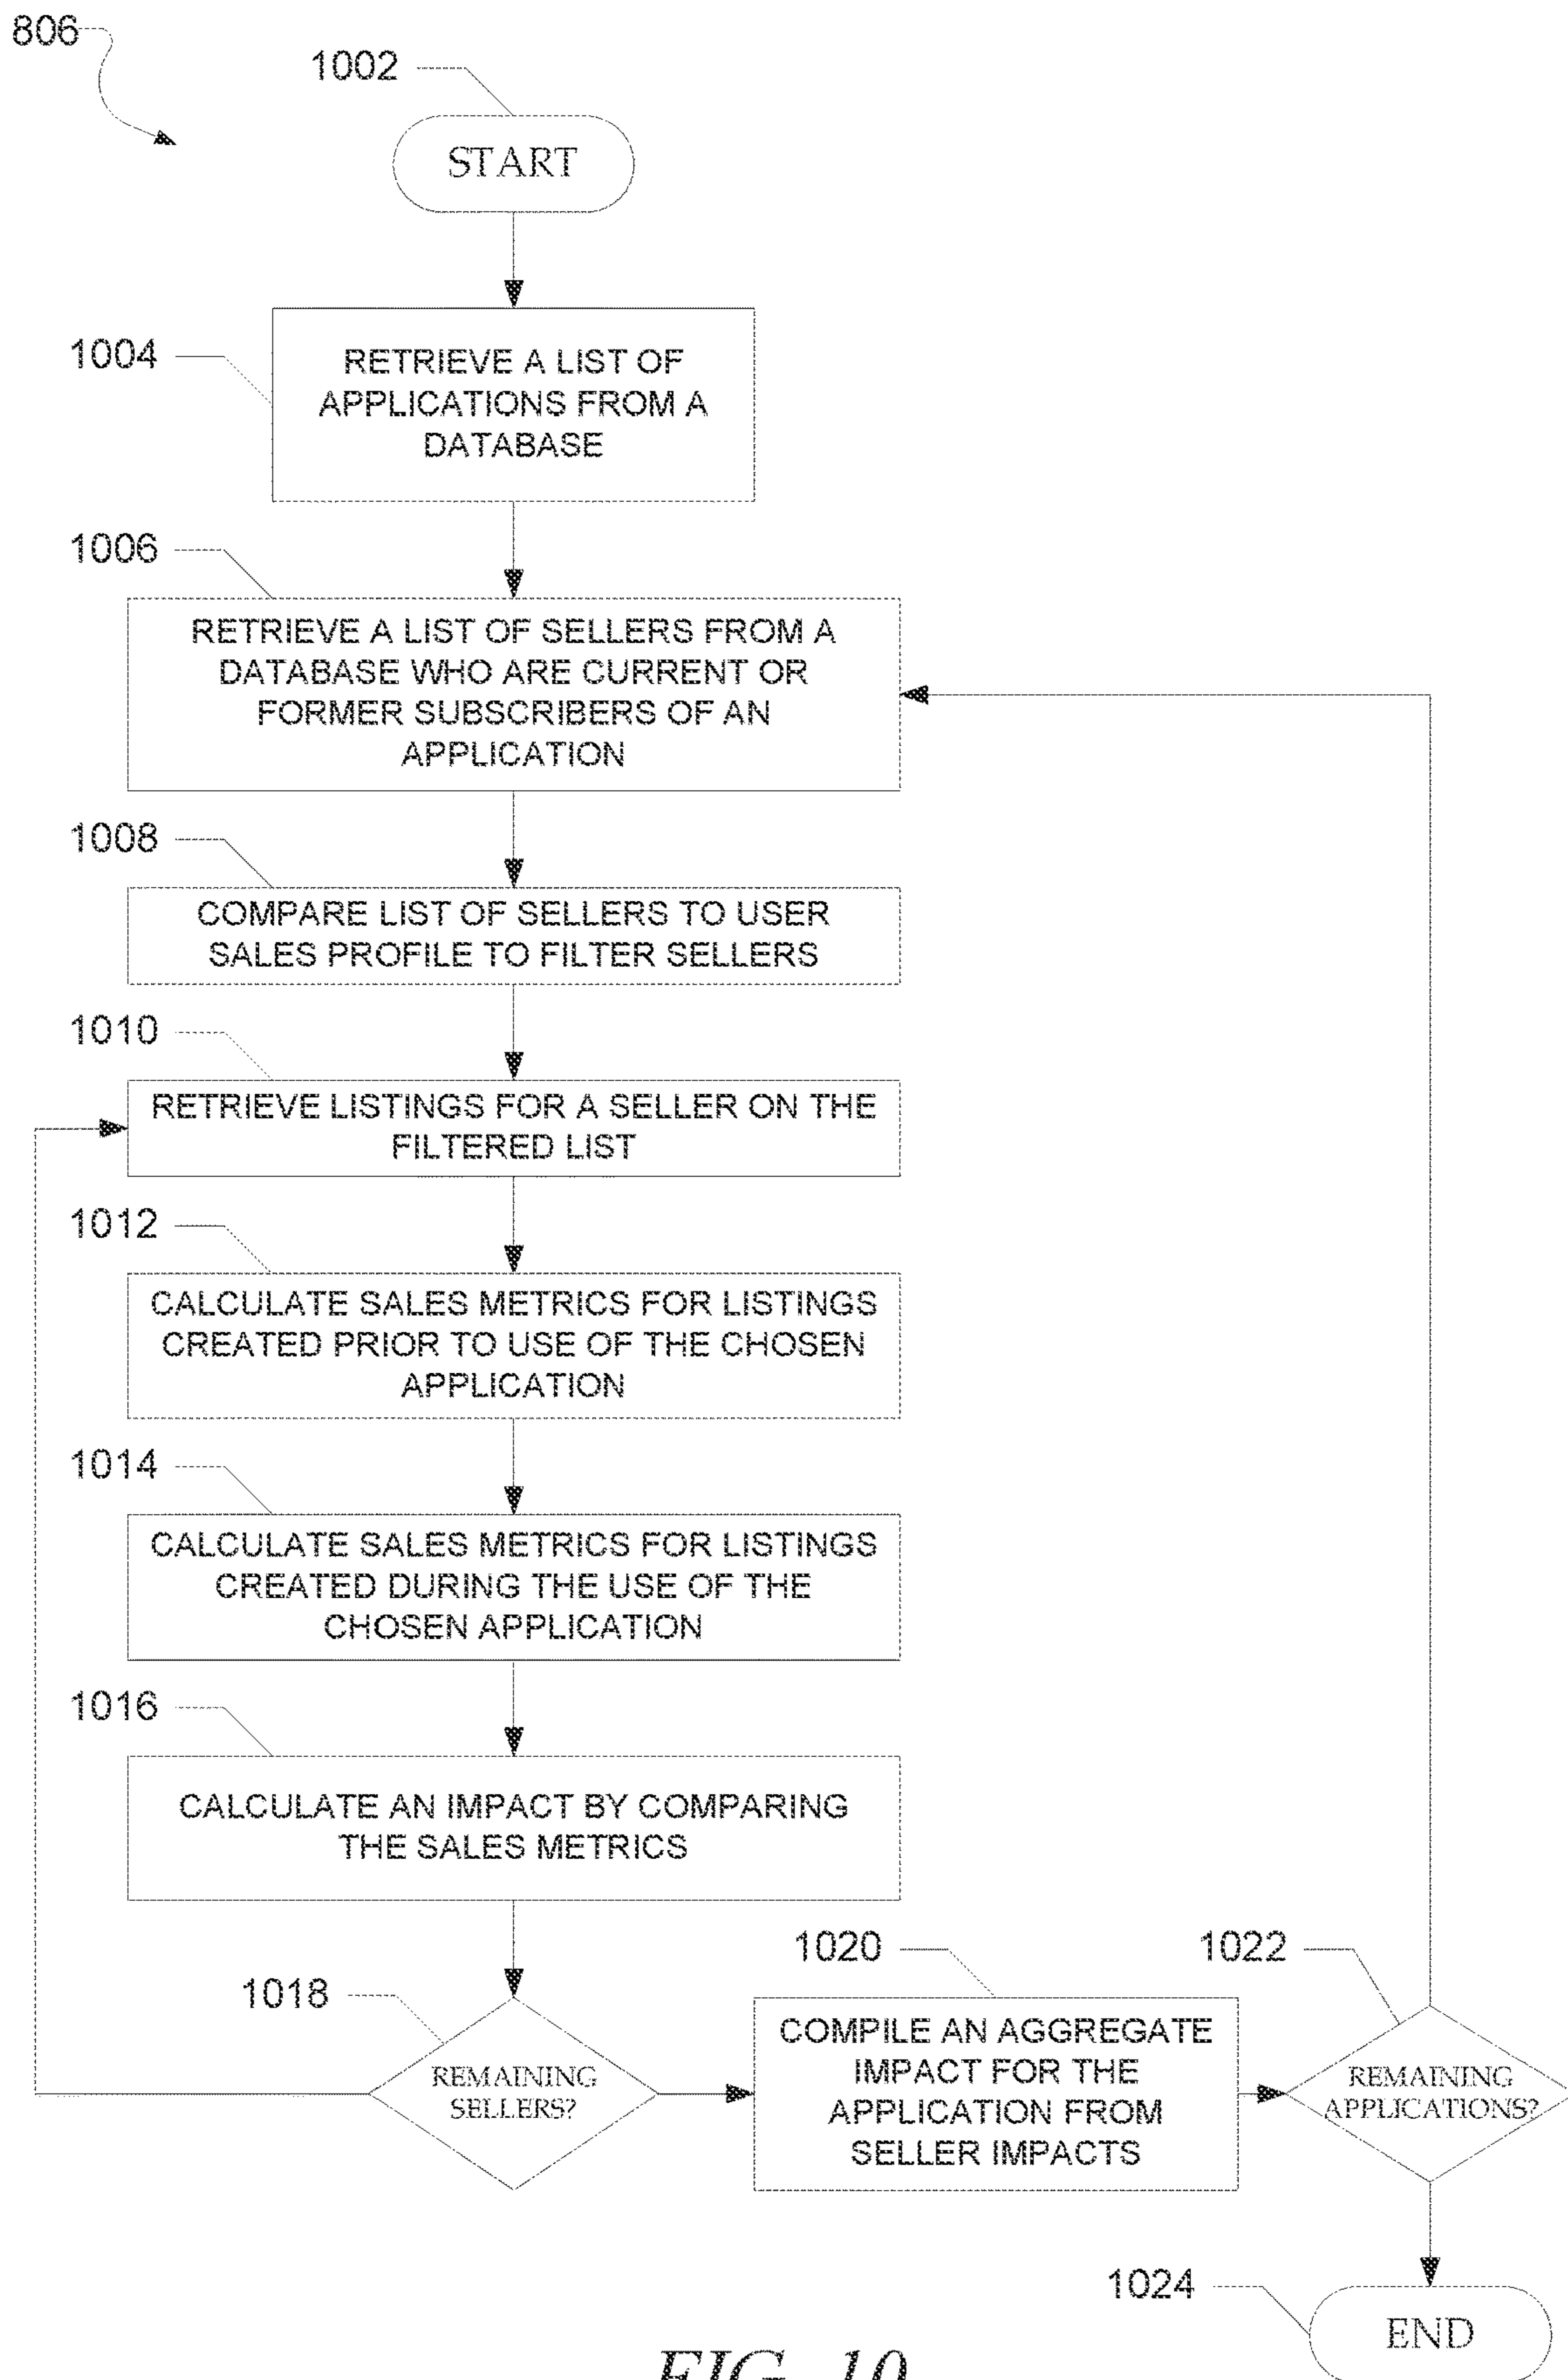 806
1002
START
1004
RETRIEVE A LIST OF
APPLICATIONS FROM A
DATABASE
1006
RETRIEVE A LIST OF SELLERS FROM A
DATABASE WHO ARE CURRENT OR
FORMER SUBSCRIBERS OF AN
APPLICATION
1008
COMPARE LIST OF SELLERS TO USER
SALES PROFILE TO FILTER SELLERS
1010
RETRIEVE LISTINGS FOR A SELLER ON THE
FILTERED LIST
1012
CALCULATE SALES METRICS FOR LISTINGS
CREATED PRIOR TO USE OF THE CHOSEN
APPLICATION
1014
CALCULATE SALES METRICS FOR LISTINGS
CREATED DURING THE USE OF THE
CHOSEN APPLICATION
1016
CALCULATE AN IMPACT BY COMPARING
THE SALES METRICS
1018
REMAINING
SELLERS?
1020
COMPILE AN AGGREGATE
IMPACT FOR THE
APPLICATION FROM
SELLER IMPACTS
1022
REMAINING
APPLICATIONS?
1024
END
FIG. 10